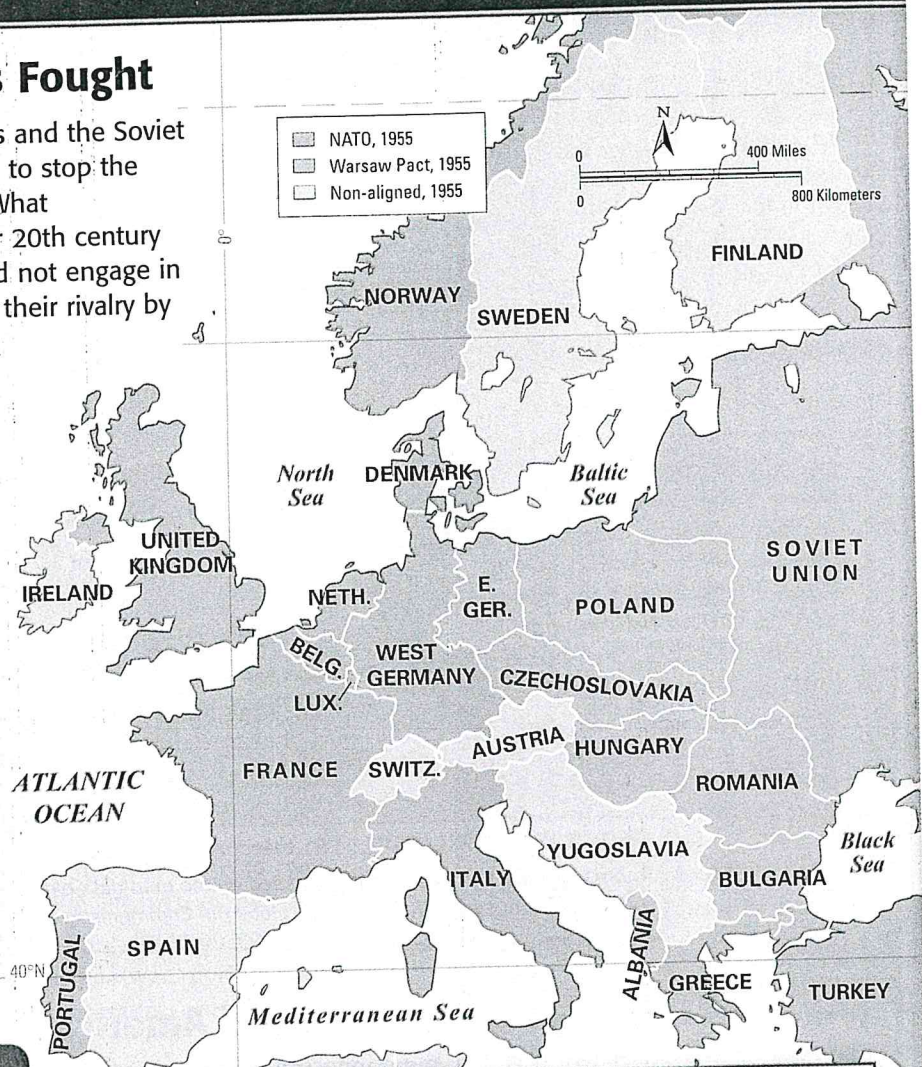 Fought
s and the Soviet
to stop the
What
r 20th century
d not engage in
their rivalry by
NATO, 1955
Warsaw Pact, 1955
Non-aligned, 1955
N
0
400 Miles
0
800 Kilometers
0°
FINLAND
NORWAY
SWEDEN
North
Sea
DENMARK
Baltic
Sea
UNITED
KINGDOM
IRELAND
SOVIET
UNION
NETH.
E.
GER.
POLAND
BELG.
WEST
GERMANY
LUX.
CZECHOSLOVAKIA
AUSTRIA
HUNGARY
FRANCE
SWITZ.
ROMANIA
ATLANTIC
OCEAN
YUGOSLAVIA
Black
Sea
ITALY
BULGARIA
ALBANIA
SPAIN
PORTUGAL
40°N
GREECE
TURKEY
Mediterranean Sea